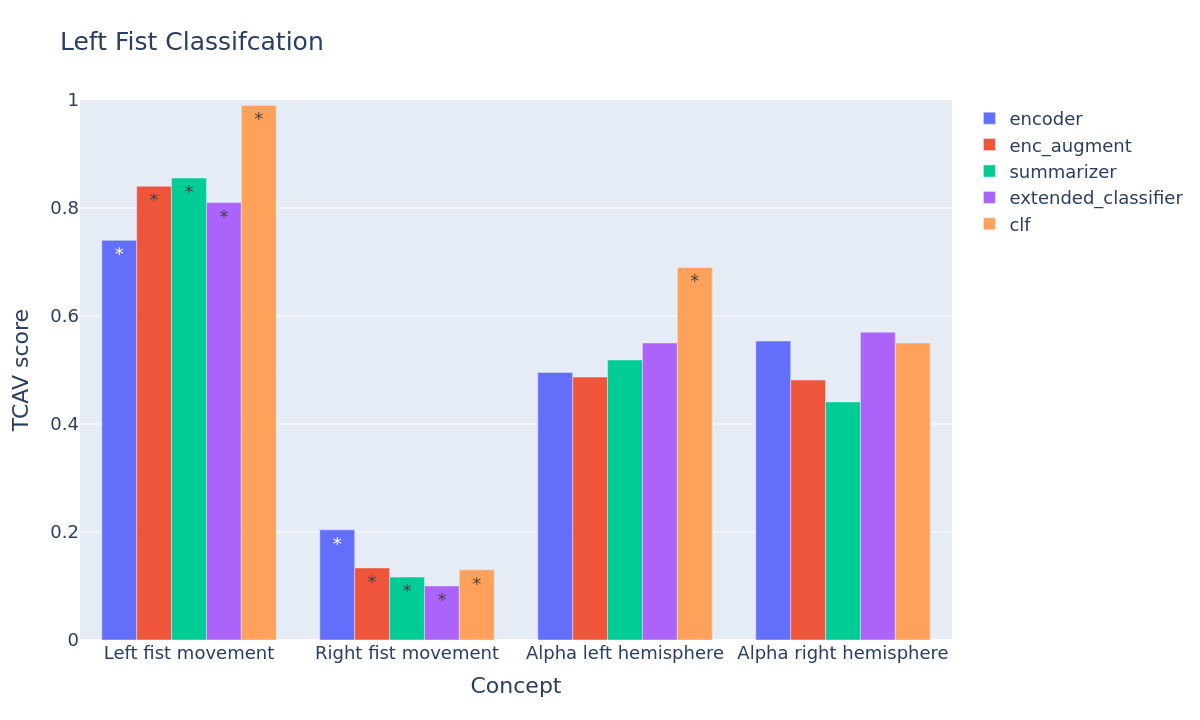 Left Fist Classifcation
encoder
enc_augment
summarizer
extended_classifier
clf
TCAV score
1
0.8
0.6
0.4
0.2
0
* * * * *
* * * * *
*
Left fist movement
Right fist movement
Alpha left hemisphere
Alpha right hemisphere
Concept